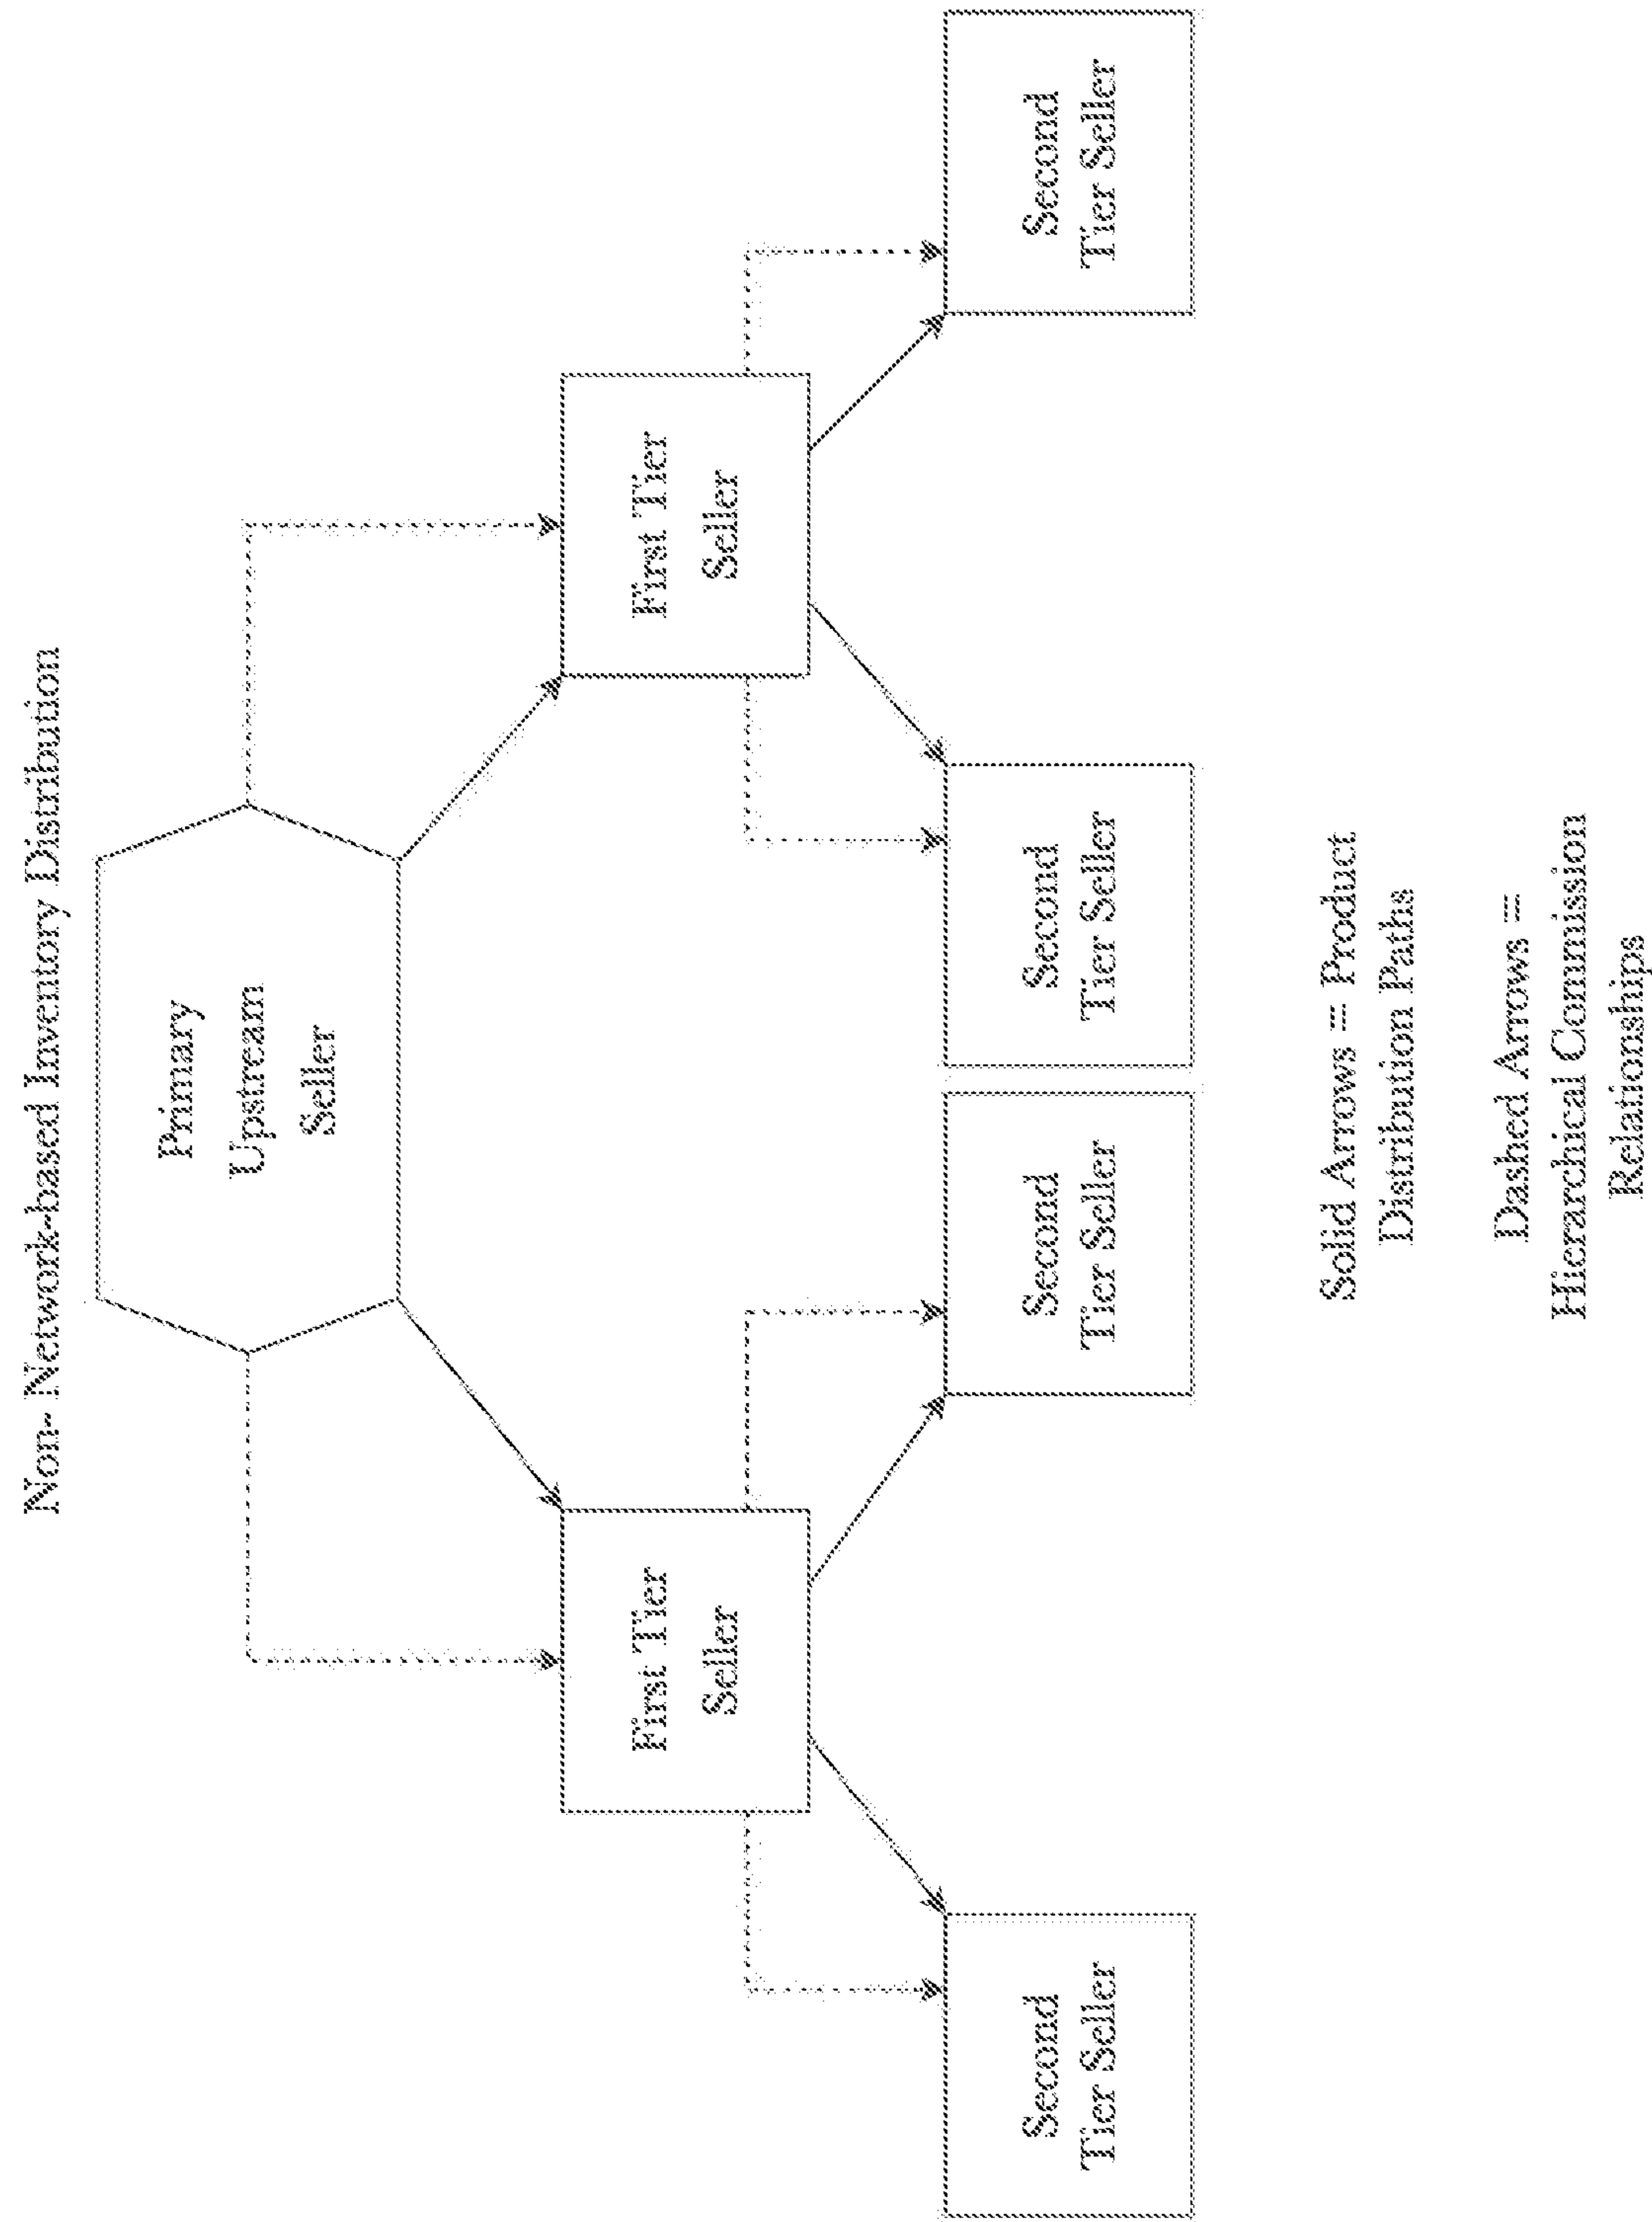 Non- Network-based Inventory Distribution
Primary
Upstream
Seller
First Tier
Seller
First Tier
Seller
Second
Tier Seller
Second
Tier Seller
Second
Tier Seller
Second
Tier Seller
Solid Arrows = Product
Distribution Paths
Dashed Arrows =
Hierarchical Commission
Relationships